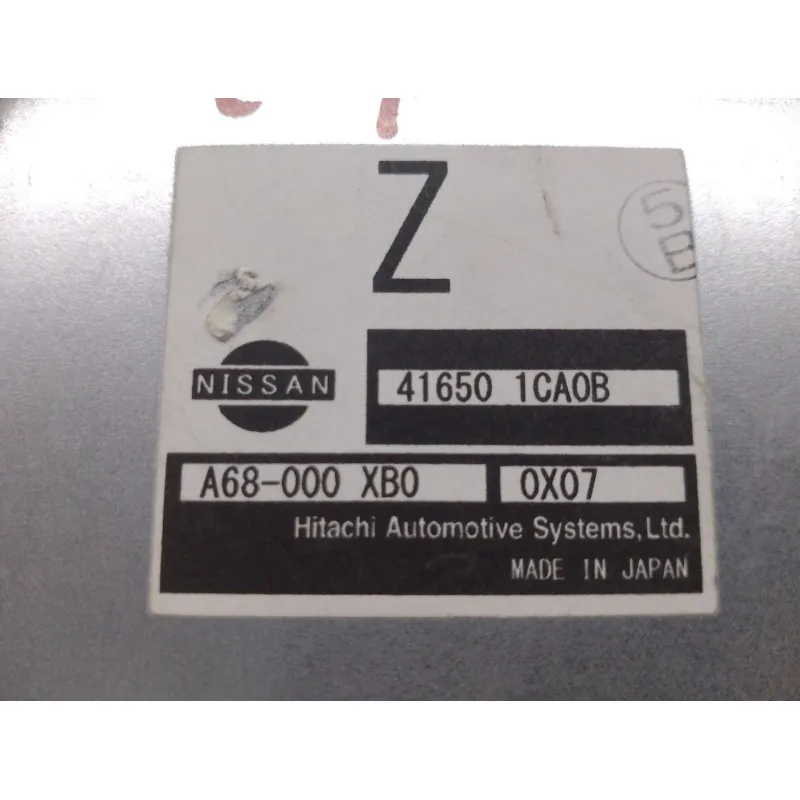 Z
5B
NISSAN
41650 1CA0B
A68-000 XB0 0X07
Hitachi Automotive Systems,Ltd.
MADE IN JAPAN